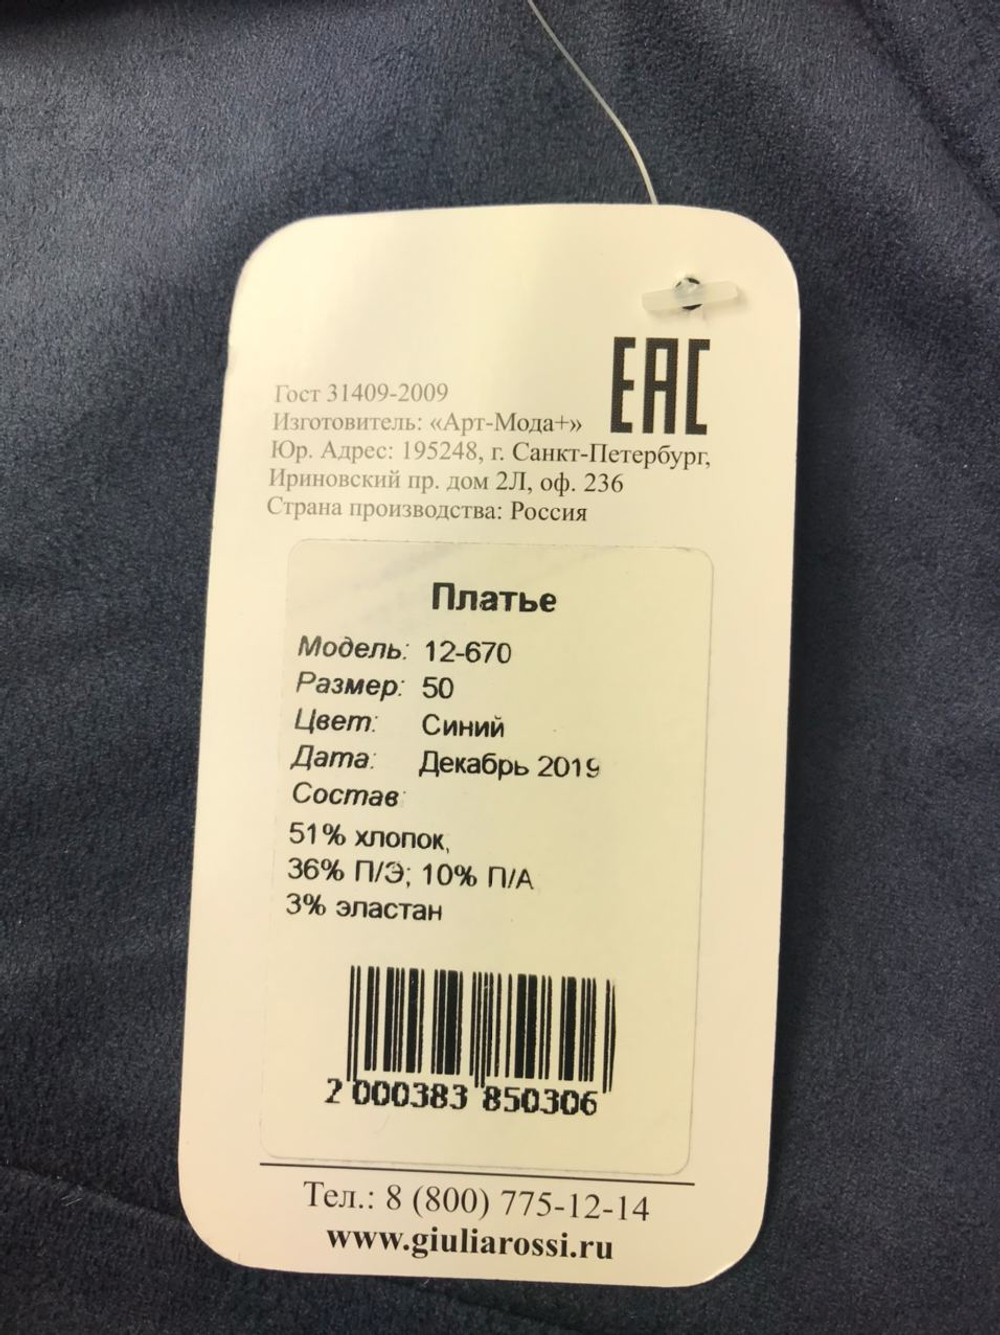 EAC
Гост 31409-2009
Изготовитель: «Арт-Мода+»
Юр. Адрес: 195248, г. Санкт-Петербург,
Ириновский пр. дом 2Л, оф. 236
Страна производства: Россия
Платье
Модель: 12-670
Размер: 50
Цвет: Синий
Дата: Декабрь 2019
Состав:
51% хлопок,
36% П/Э; 10% П/А
3% эластан
2 000383 850306
Тел.: 8 (800) 775-12-14
www.giuliarossi.ru